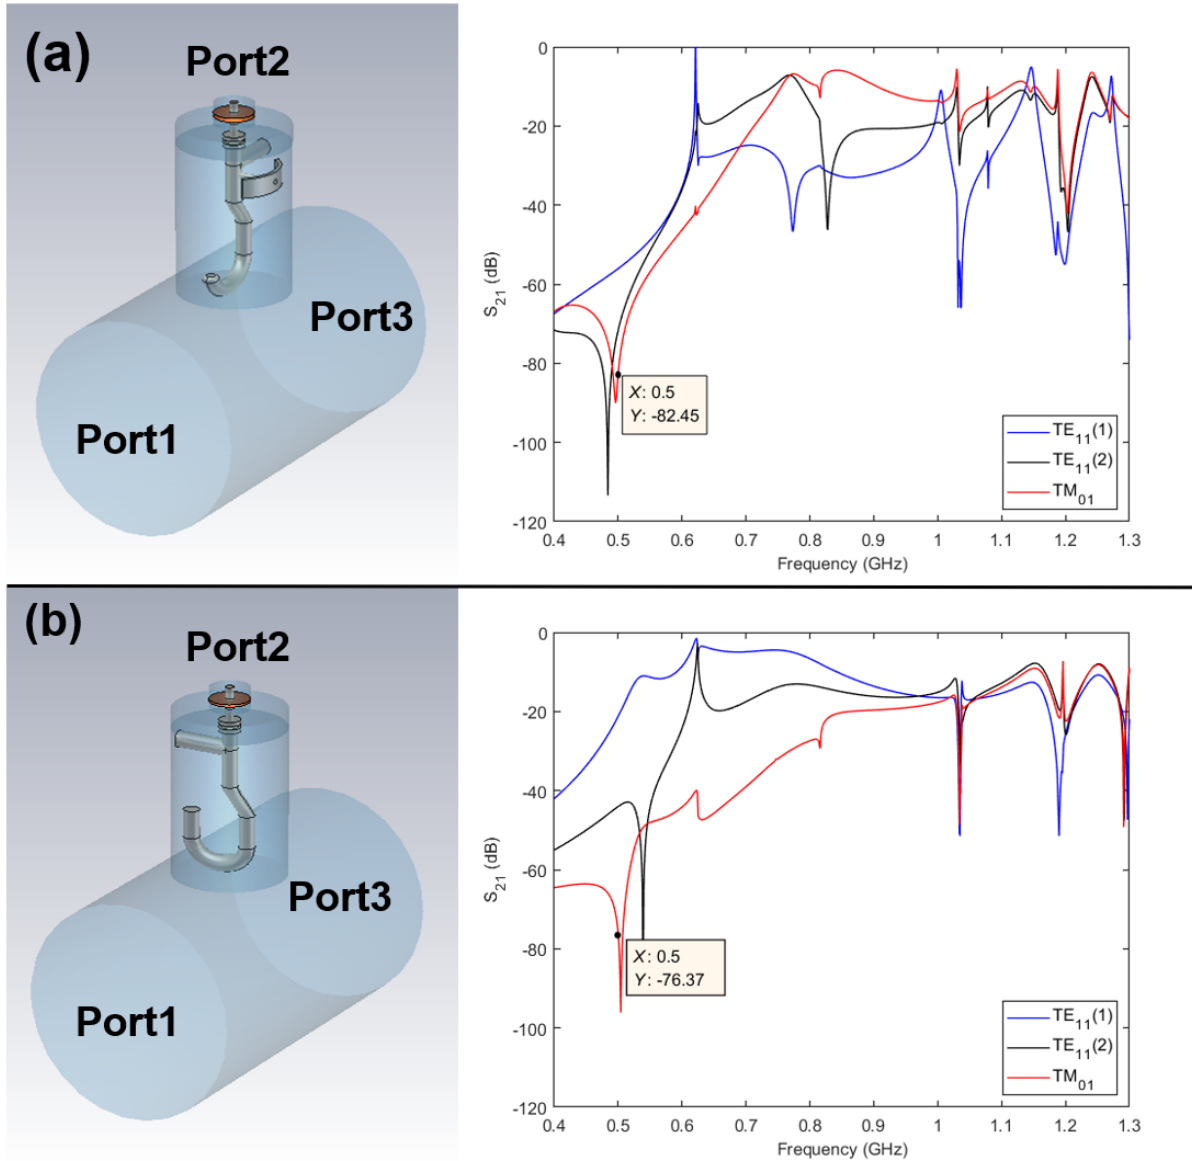 (a)
Port2
Port3
Port1
0
-20
-40
-60
-80
-100
-120
S21 (dB)
X: 0.5
Y: -82.45
TE11(1)
TE11(2)
TM01
0.4 0.5 0.6 0.7 0.8 0.9 1 1.1 1.2 1.3
Frequency (GHz)
(b)
Port2
Port3
Port1
0
-20
-40
-60
-80
-100
-120
S21 (dB)
X: 0.5
Y: -76.37
TE11(1)
TE11(2)
TM01
0.4 0.5 0.6 0.7 0.8 0.9 1 1.1 1.2 1.3
Frequency (GHz)